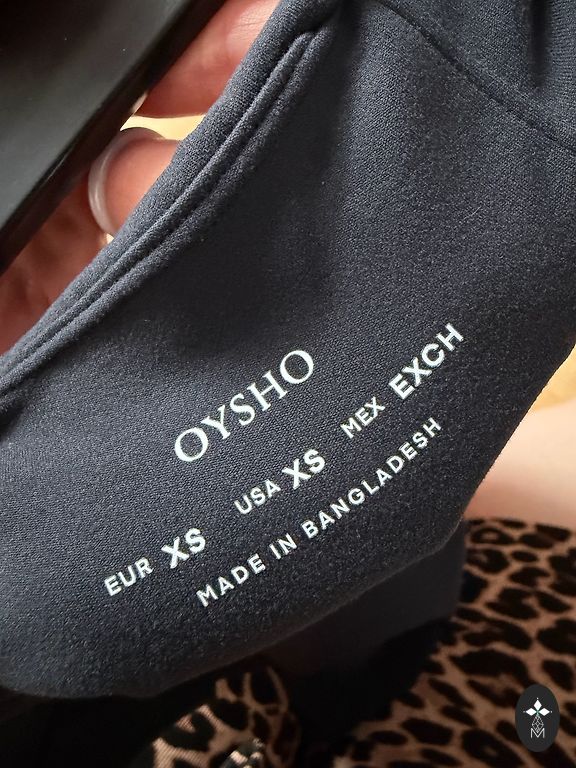 OYSHO
EUR XS USA XS MEX EXCH
MADE IN BANGLADESH
M